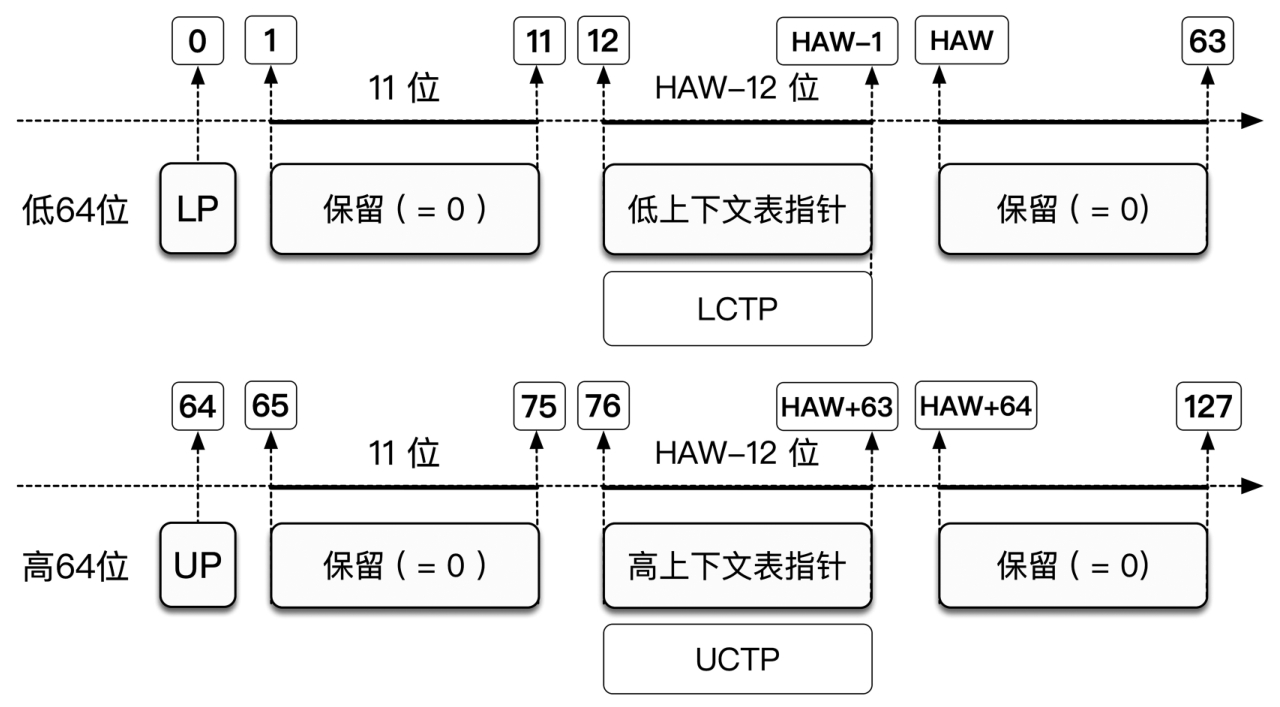 0 1 11 12 HAW–1 HAW 63
11 位 HAW–12 位
低64位 LP 保留 ( = 0 ) 低上下文表指针 保留 ( = 0)
LCTP
64 65 75 76 HAW+63 HAW+64 127
11 位 HAW–12 位
高64位 UP 保留 ( = 0 ) 高上下文表指针 保留 ( = 0)
UCTP